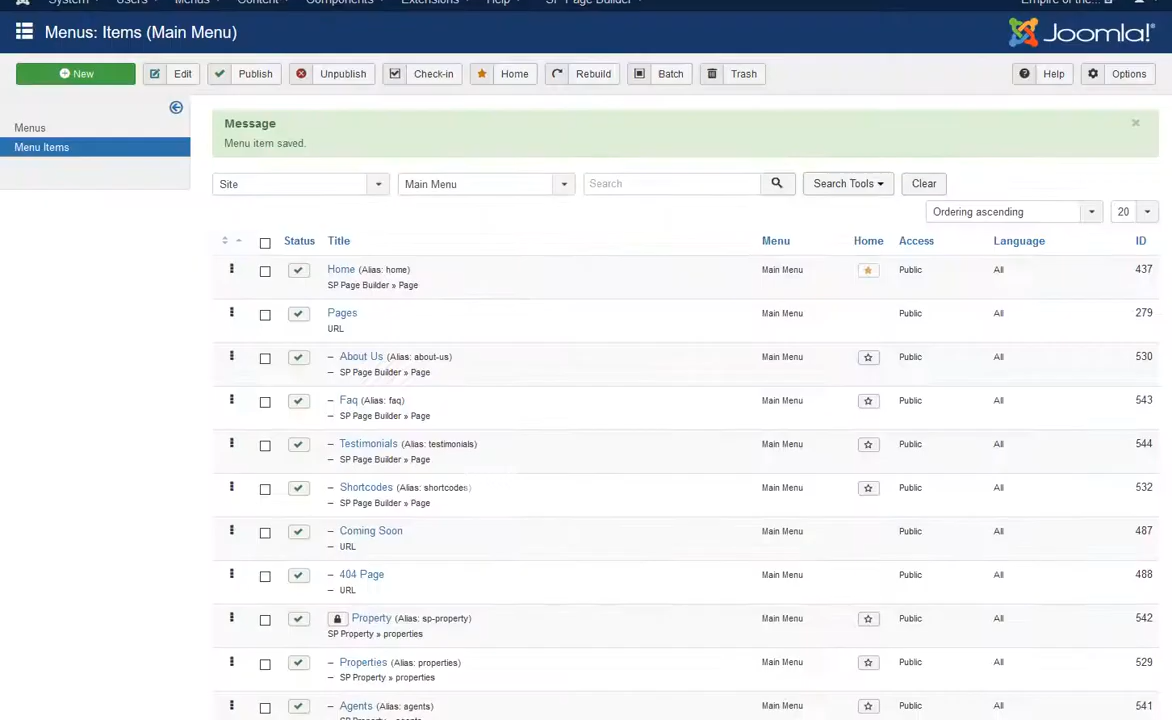 System Users Menus Content Components Extensions Help SP Page Builder Empire of the...
Menus: Items (Main Menu)
Joomla!®
New
Edit
Publish
Unpublish
Check-in
Home
Rebuild
Batch
Trash
Help
Options
Menus
Menu Items
Message
Menu item saved.
×
Site
Main Menu
Search
Search Tools
Clear
Ordering ascending
20
Status Title Menu Home Access Language ID
Home (Alias: home) Main Menu Public All 437
SP Page Builder » Page
Pages Main Menu Public All 279
URL
– About Us (Alias: about-us) Main Menu Public All 530
– SP Page Builder » Page
– Faq (Alias: faq) Main Menu Public All 543
– SP Page Builder » Page
– Testimonials (Alias: testimonials) Main Menu Public All 544
– SP Page Builder » Page
– Shortcodes (Alias: shortcodes) Main Menu Public All 532
– SP Page Builder » Page
– Coming Soon Main Menu Public All 487
– URL
– 404 Page Main Menu Public All 488
– URL
Property (Alias: sp-property) Main Menu Public All 542
SP Property » properties
– Properties (Alias: properties) Main Menu Public All 529
– SP Property » properties
– Agents (Alias: agents) Main Menu Public All 541
– SP Property » agents